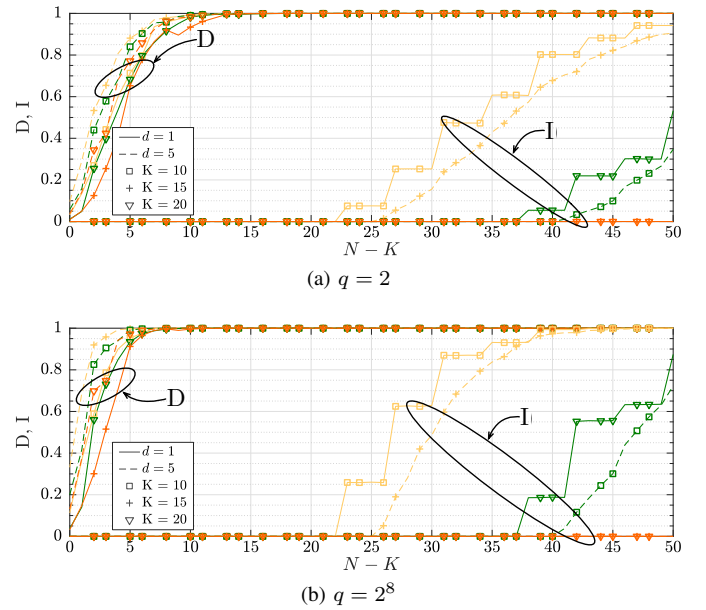 1
0.8
0.6
0.4
0.2
0
D, I
D
I
d = 1
d = 5
K = 10
K = 15
K = 20
0 5 10 15 20 25 30 35 40 45 50
N − K
(a) q = 2
1
0.8
0.6
0.4
0.2
0
D, I
D
I
d = 1
d = 5
K = 10
K = 15
K = 20
0 5 10 15 20 25 30 35 40 45 50
N − K
(b) q = 2⁸